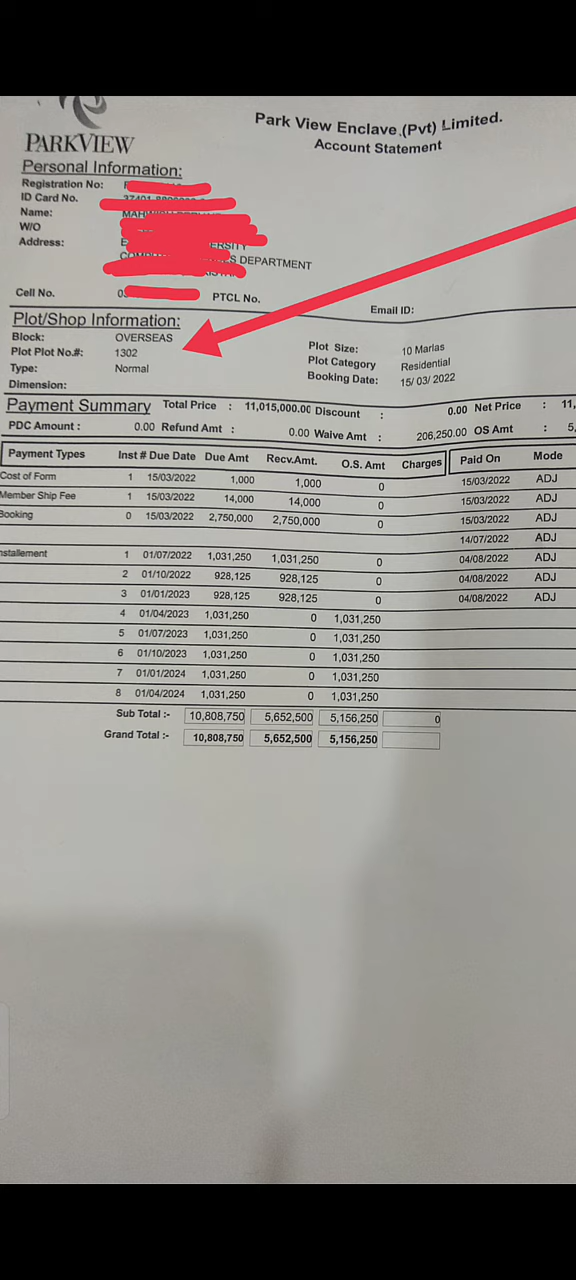 Park View Enclave (Pvt) Limited.
Account Statement
PARKVIEW
Personal Information:
Registration No:
ID Card No.
Name:
W/O
Address:
ERSITY
S DEPARTMENT
Cell No. PTCL No. Email ID:
Plot/Shop Information:
Block: OVERSEAS
Plot Plot No.#: 1302 Plot Size: 10 Marlas
Type: Normal Plot Category Residential
Dimension: Booking Date: 15/ 03/ 2022
Payment Summary Total Price : 11,015,000.00 Discount : 0.00 Net Price : 11,
PDC Amount : 0.00 Refund Amt : 0.00 Waive Amt : 206,250.00 OS Amt : 5,
Payment Types Inst # Due Date Due Amt Recv.Amt. O.S. Amt Charges Paid On Mode
Cost of Form 1 15/03/2022 1,000 1,000 0 15/03/2022 ADJ
Member Ship Fee 1 15/03/2022 14,000 14,000 0 15/03/2022 ADJ
Booking 0 15/03/2022 2,750,000 2,750,000 0 15/03/2022 ADJ
14/07/2022 ADJ
nstallement 1 01/07/2022 1,031,250 1,031,250 0 04/08/2022 ADJ
2 01/10/2022 928,125 928,125 0 04/08/2022 ADJ
3 01/01/2023 928,125 928,125 0 04/08/2022 ADJ
4 01/04/2023 1,031,250 0 1,031,250
5 01/07/2023 1,031,250 0 1,031,250
6 01/10/2023 1,031,250 0 1,031,250
7 01/01/2024 1,031,250 0 1,031,250
8 01/04/2024 1,031,250 0 1,031,250
Sub Total :- 10,808,750 5,652,500 5,156,250 0
Grand Total :- 10,808,750 5,652,500 5,156,250